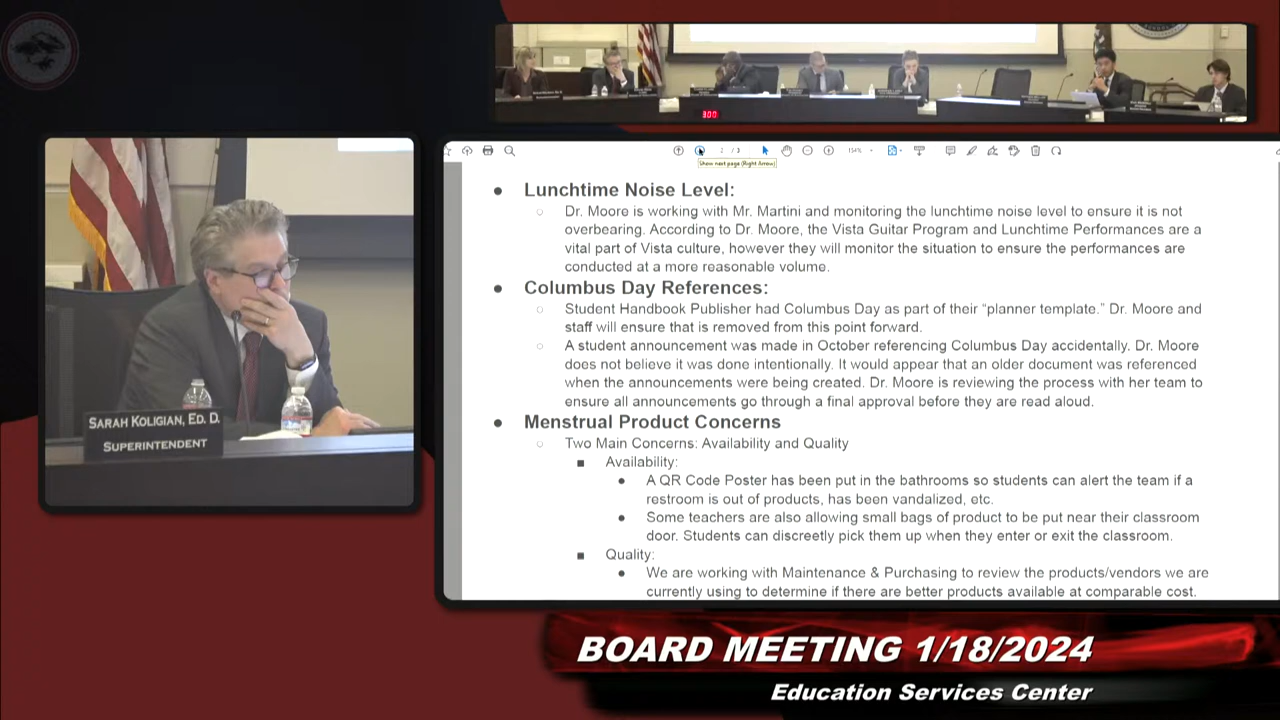 300
2 / 3
134%
Show next page (Right Arrow)
● Lunchtime Noise Level:
○ Dr. Moore is working with Mr. Martini and monitoring the lunchtime noise level to ensure it is not
overbearing. According to Dr. Moore, the Vista Guitar Program and Lunchtime Performances are a
vital part of Vista culture, however they will monitor the situation to ensure the performances are
conducted at a more reasonable volume.
● Columbus Day References:
○ Student Handbook Publisher had Columbus Day as part of their “planner template.” Dr. Moore and
staff will ensure that is removed from this point forward.
○ A student announcement was made in October referencing Columbus Day accidentally. Dr. Moore
does not believe it was done intentionally. It would appear that an older document was referenced
when the announcements were being created. Dr. Moore is reviewing the process with her team to
ensure all announcements go through a final approval before they are read aloud.
● Menstrual Product Concerns
○ Two Main Concerns: Availability and Quality
■ Availability:
● A QR Code Poster has been put in the bathrooms so students can alert the team if a
restroom is out of products, has been vandalized, etc.
● Some teachers are also allowing small bags of product to be put near their classroom
door. Students can discreetly pick them up when they enter or exit the classroom.
■ Quality:
● We are working with Maintenance & Purchasing to review the products/vendors we are
currently using to determine if there are better products available at comparable cost.
SARAH KOLIGIAN, ED. D.
SUPERINTENDENT
BOARD MEETING 1/18/2024
Education Services Center